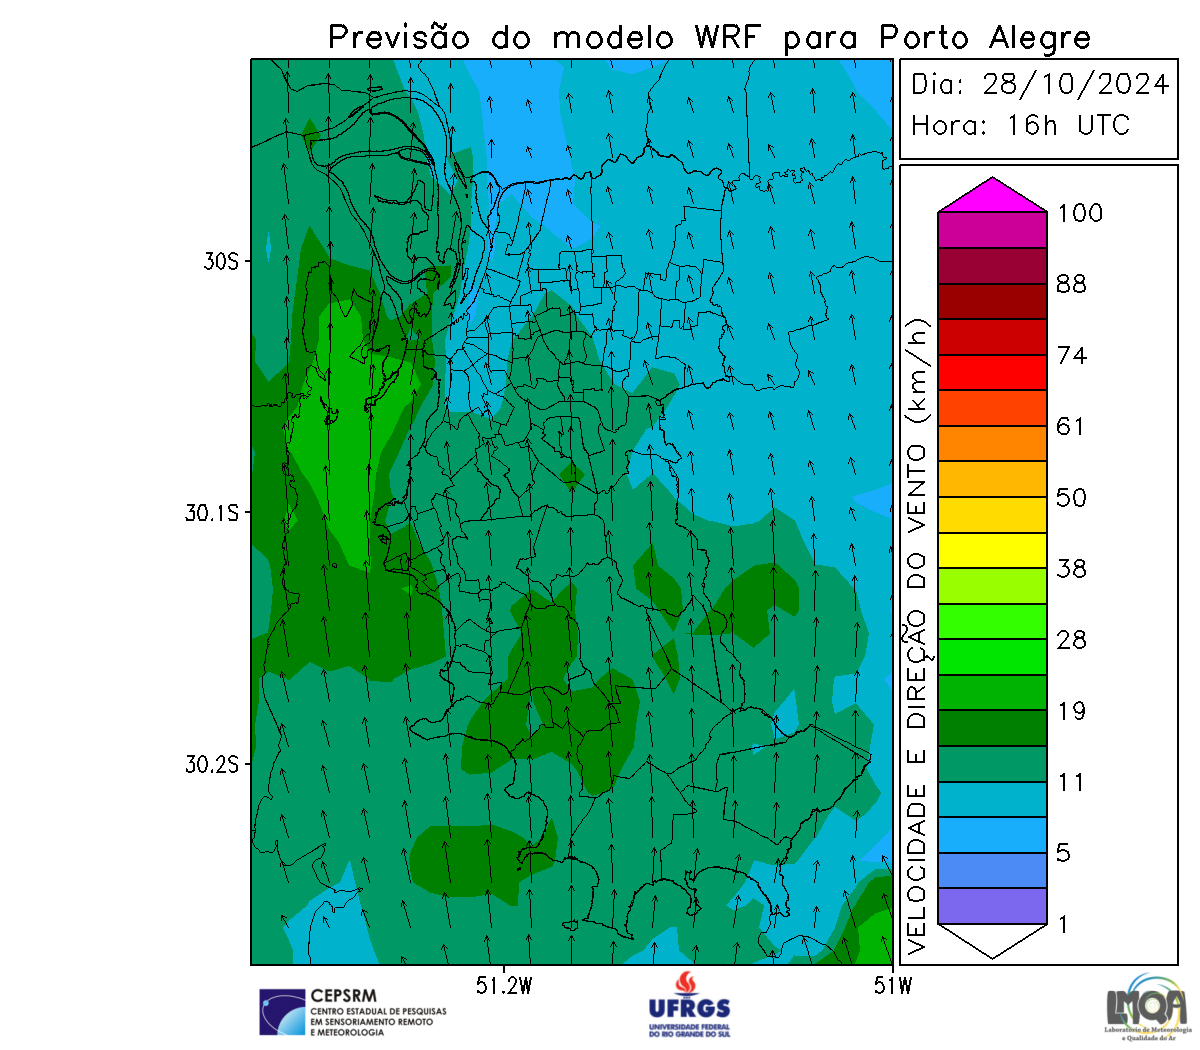 Previsão do modelo WRF para Porto Alegre
Dia: 28/10/2024
Hora: 16h UTC
30S
30.1S
30.2S
51.2W
51W
VELOCIDADE E DIREÇÃO DO VENTO (km/h)
100
88
74
61
50
38
28
19
11
5
1
CEPSRM
CENTRO ESTADUAL DE PESQUISAS
EM SENSORIAMENTO REMOTO
E METEOROLOGIA
UFRGS
UNIVERSIDADE FEDERAL
DO RIO GRANDE DO SUL
LMQA
Laboratório de Meteorologia
e Qualidade do Ar